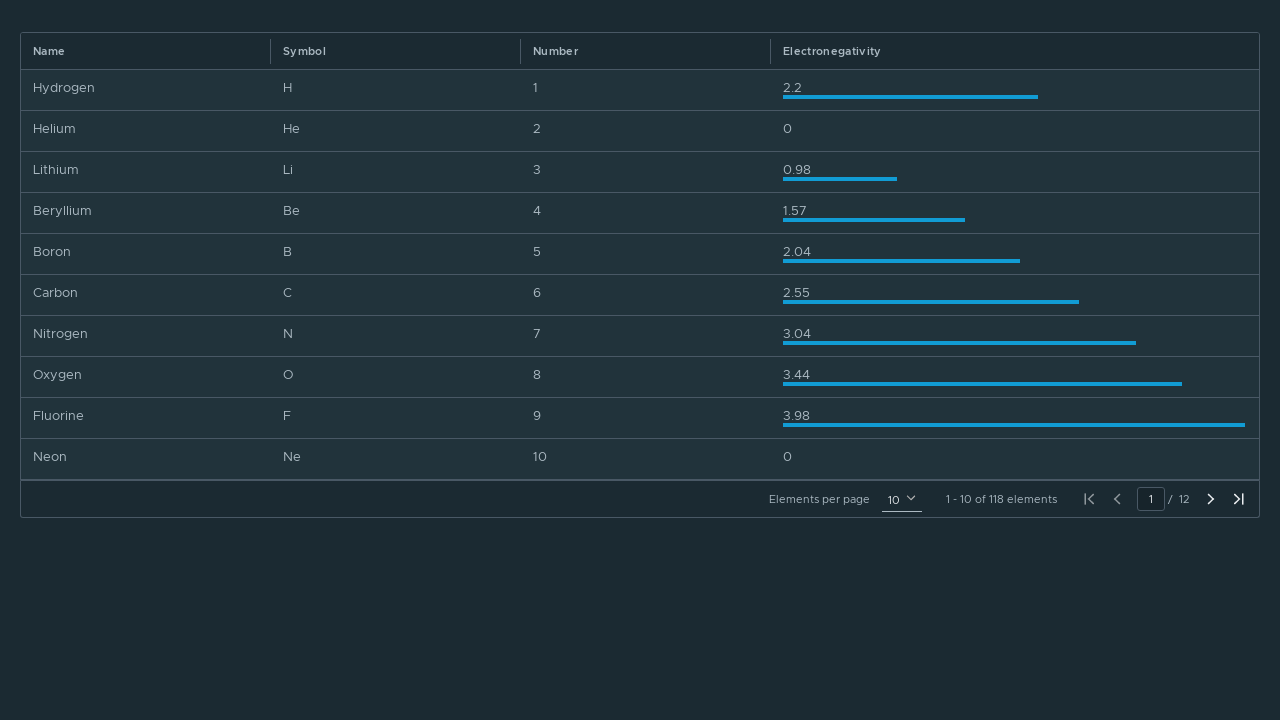 Name Symbol Number Electronegativity
Hydrogen H 1 2.2
Helium He 2 0
Lithium Li 3 0.98
Beryllium Be 4 1.57
Boron B 5 2.04
Carbon C 6 2.55
Nitrogen N 7 3.04
Oxygen O 8 3.44
Fluorine F 9 3.98
Neon Ne 10 0
Elements per page 10 1 - 10 of 118 elements 1 / 12